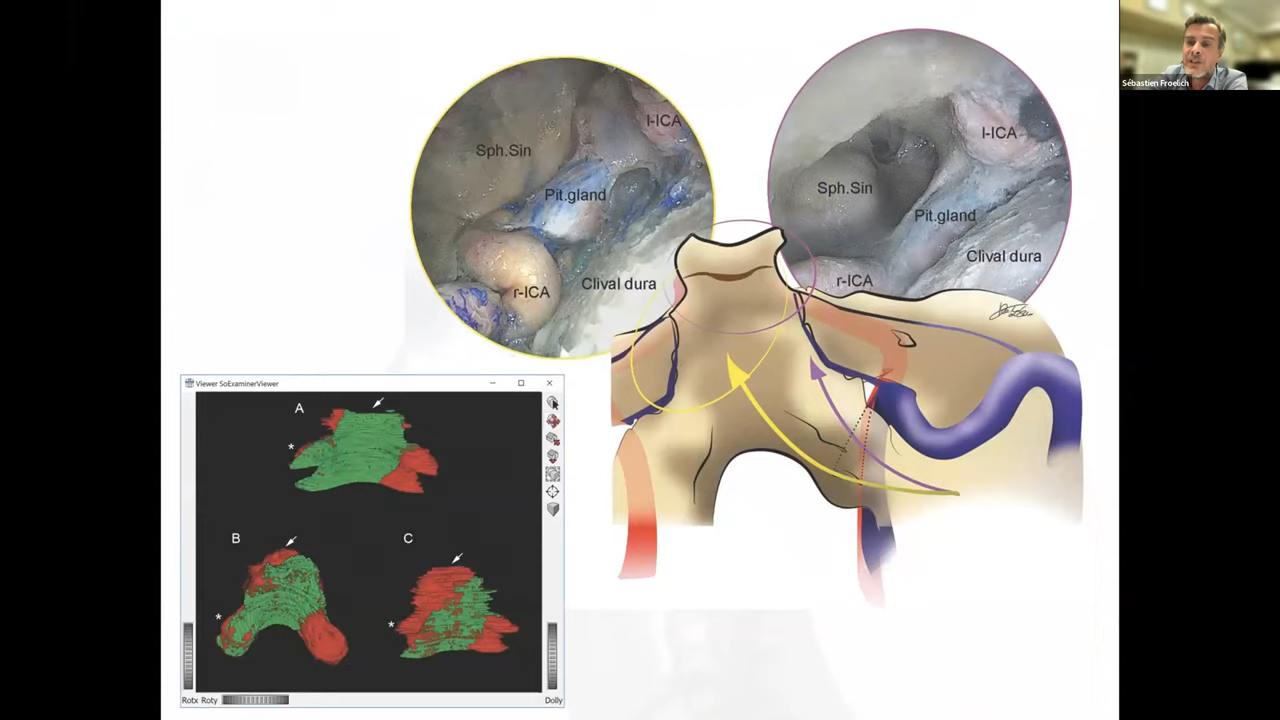 Sébastien Froelich
l-ICA
Sph.Sin
Pit.gland
Clival dura
r-ICA
l-ICA
Sph.Sin
Pit.gland
Clival dura
r-ICA
Viewer SoExaminerViewer
A
*
B
C
*
*
Rotx Roty
Dolly